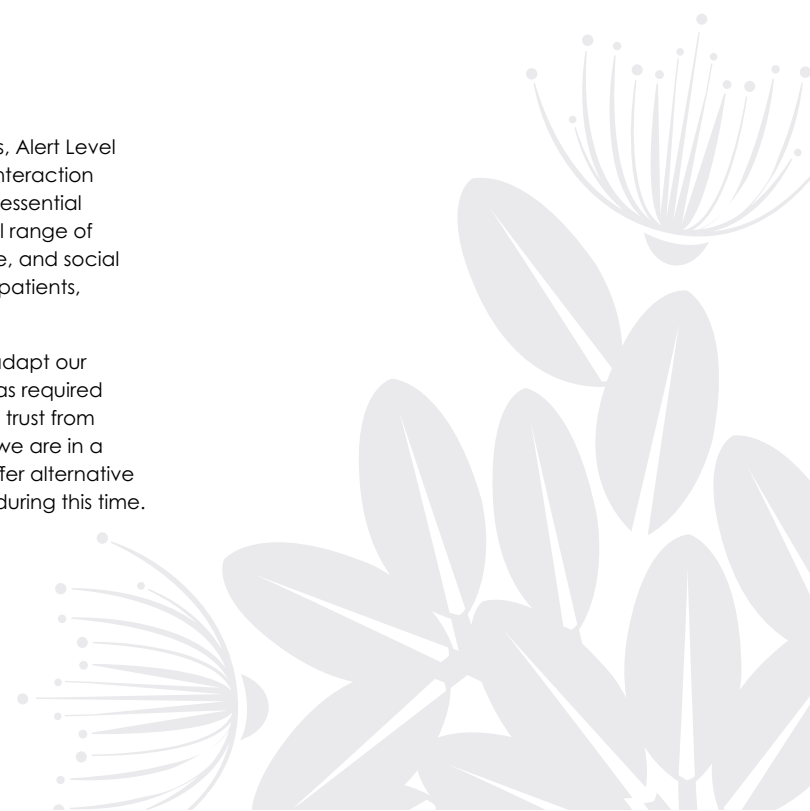 s, Alert Level
nteraction
essential
l range of
e, and social
patients,
adapt our
as required
trust from
we are in a
ffer alternative
during this time.